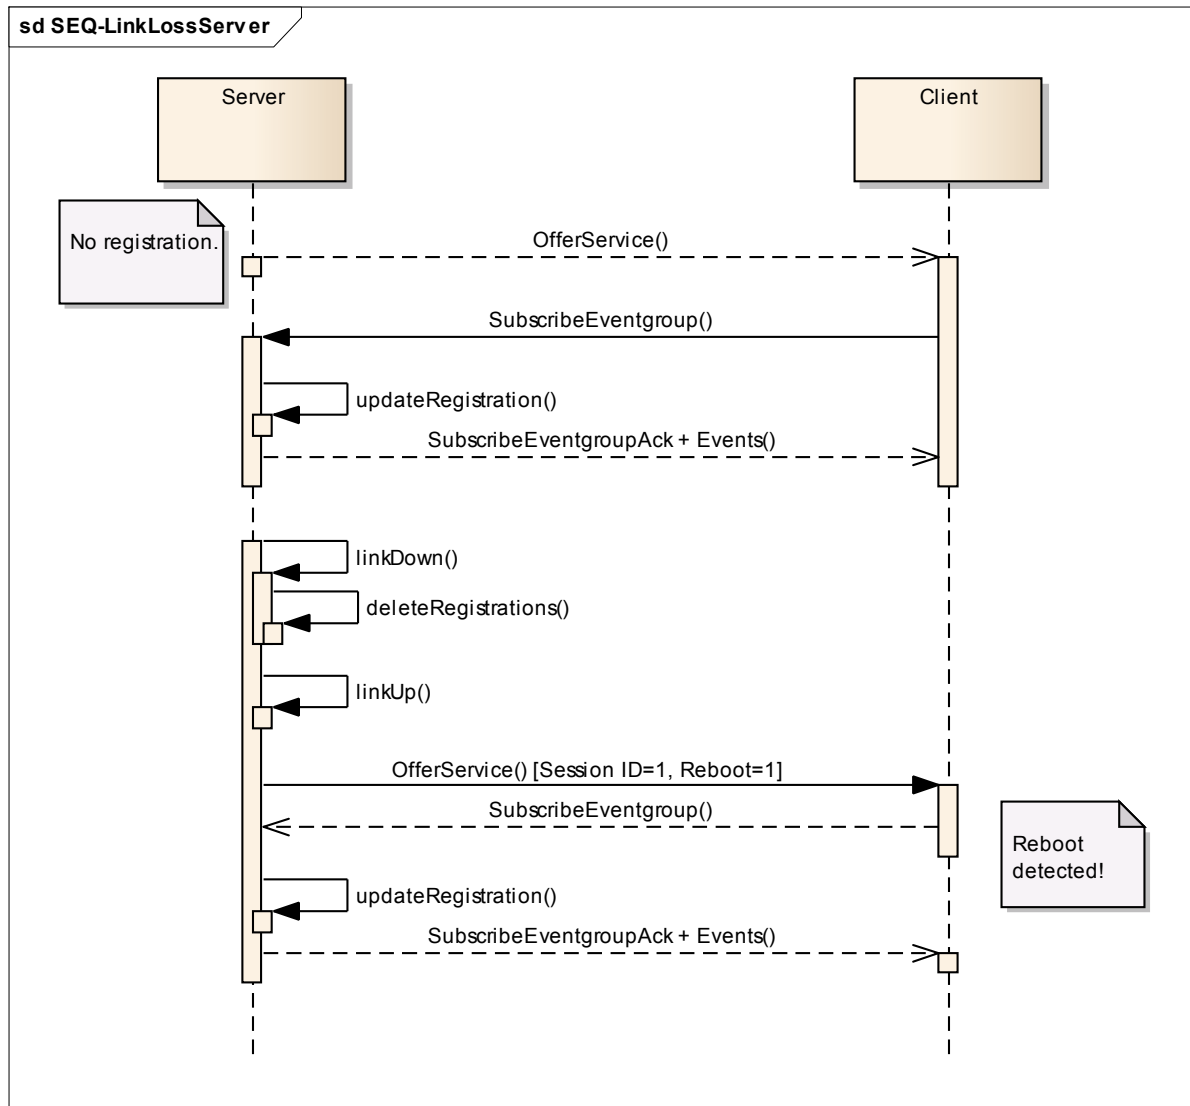 sd SEQ-LinkLossServer
Server
Client
No registration.
OfferService()
SubscribeEventgroup()
updateRegistration()
SubscribeEventgroupAck + Events()
linkDown()
deleteRegistrations()
linkUp()
OfferService() [Session ID=1, Reboot=1]
SubscribeEventgroup()
Reboot
detected!
updateRegistration()
SubscribeEventgroupAck + Events()